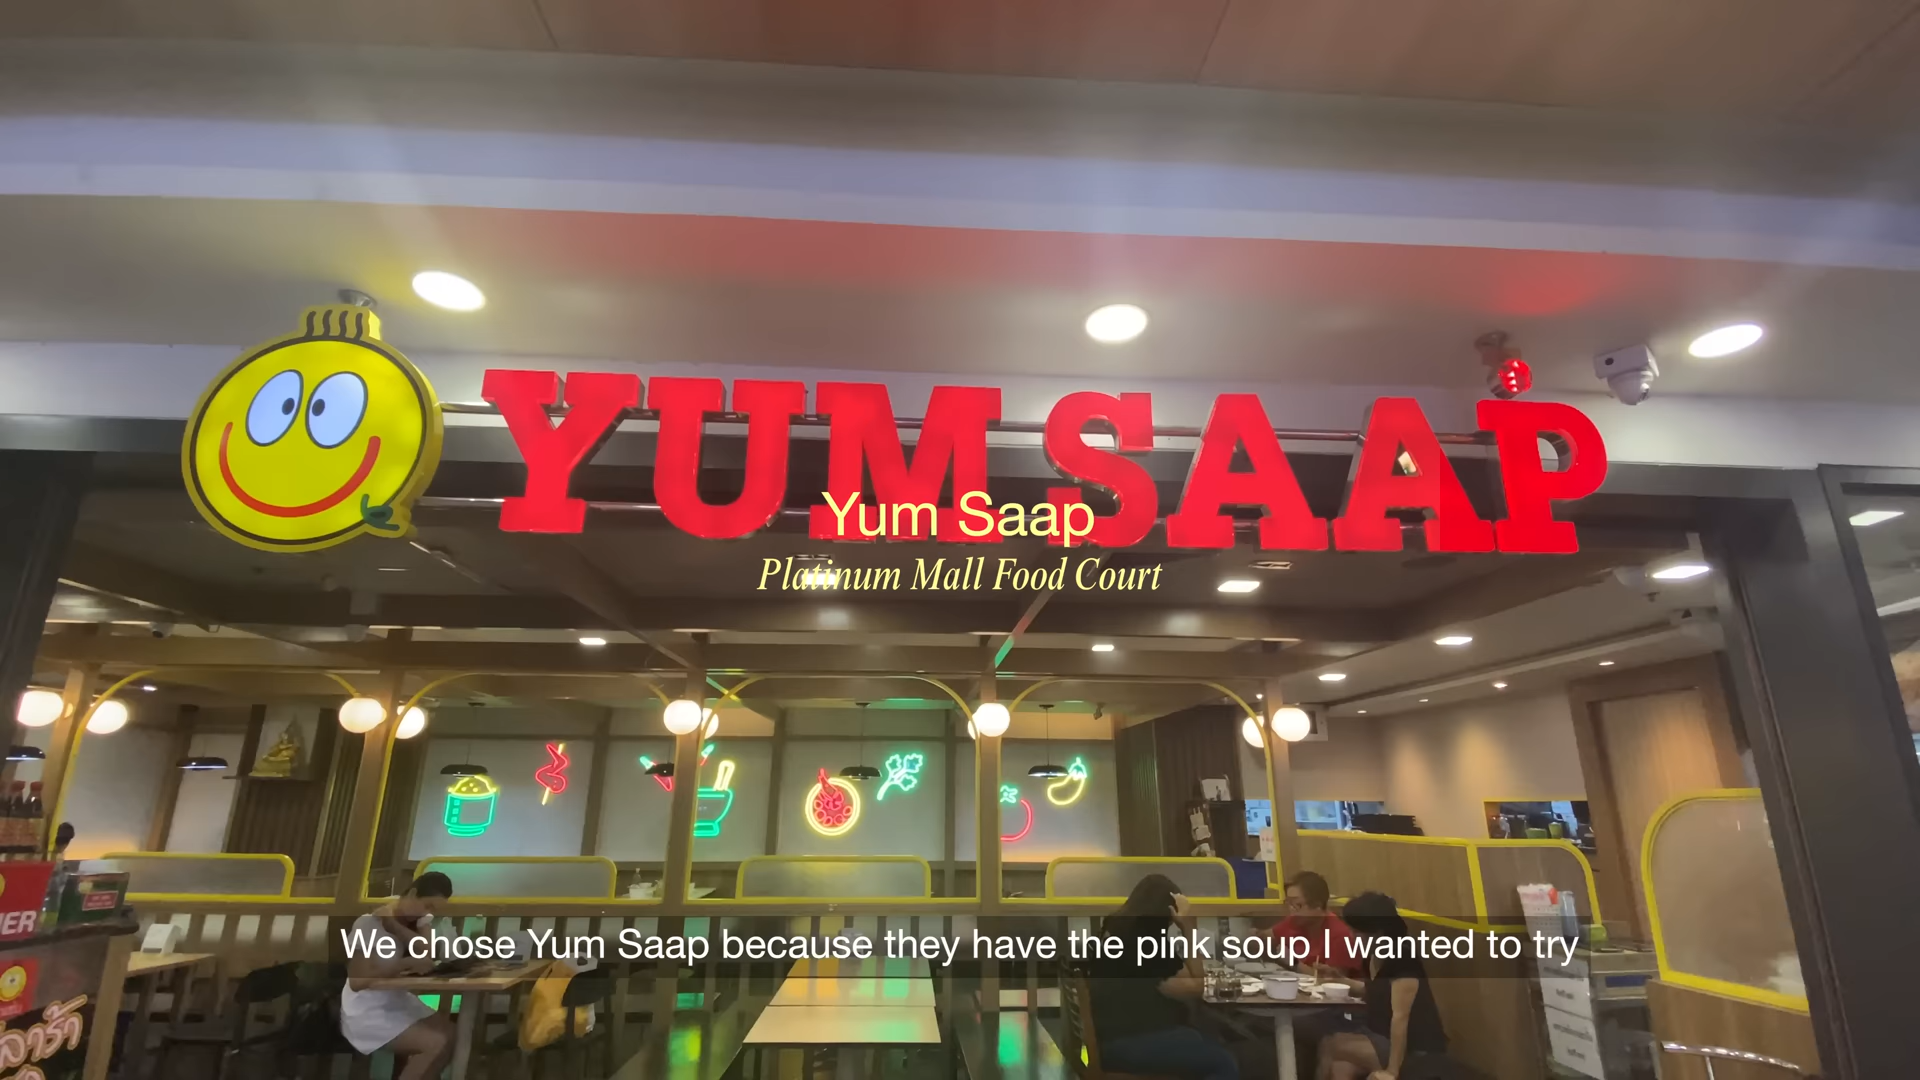 YUM SAAP
Yum Saap
Platinum Mall Food Court
We chose Yum Saap because they have the pink soup I wanted to try